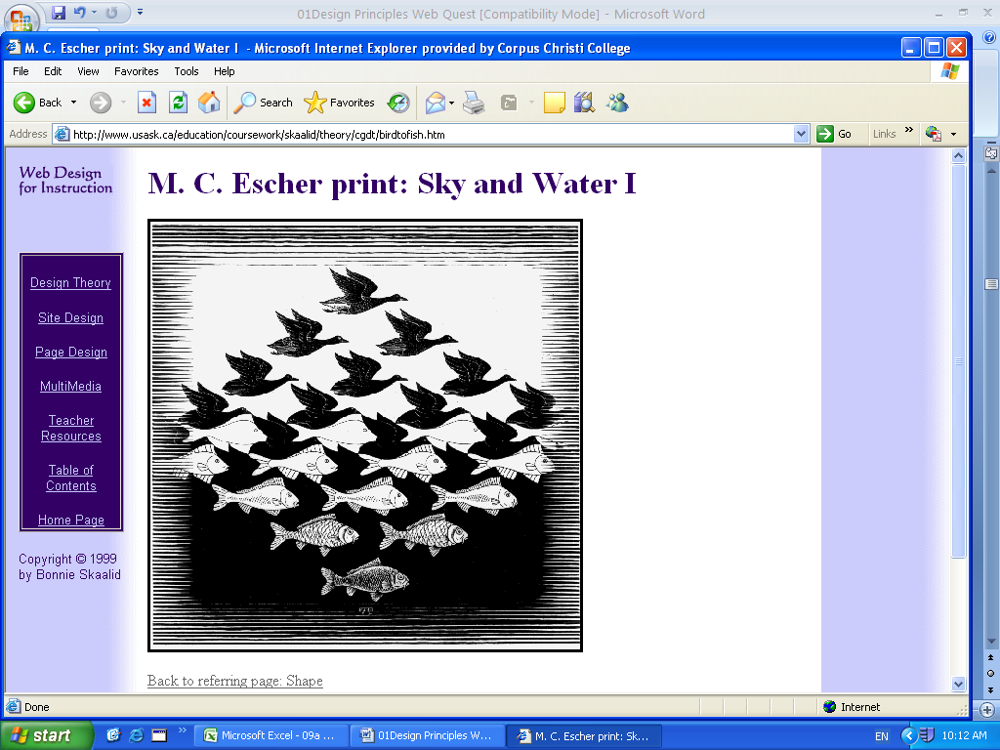 01Design Principles Web Quest [Compatibility Mode] - Microsoft Word
M. C. Escher print: Sky and Water I - Microsoft Internet Explorer provided by Corpus Christi College
File Edit View Favorites Tools Help
Back Search Favorites
Address http://www.usask.ca/education/coursework/skaalid/theory/cgdt/birdtofish.htm Go Links »
Web Design
for Instruction
M. C. Escher print: Sky and Water I
Design Theory
Site Design
Page Design
MultiMedia
Teacher
Resources
Table of
Contents
Home Page
Copyright © 1999
by Bonnie Skaalid
Back to referring page: Shape
Done Internet
start » Microsoft Excel - 09a ... 01Design Principles W... M. C. Escher print: Sk... EN 10:12 AM